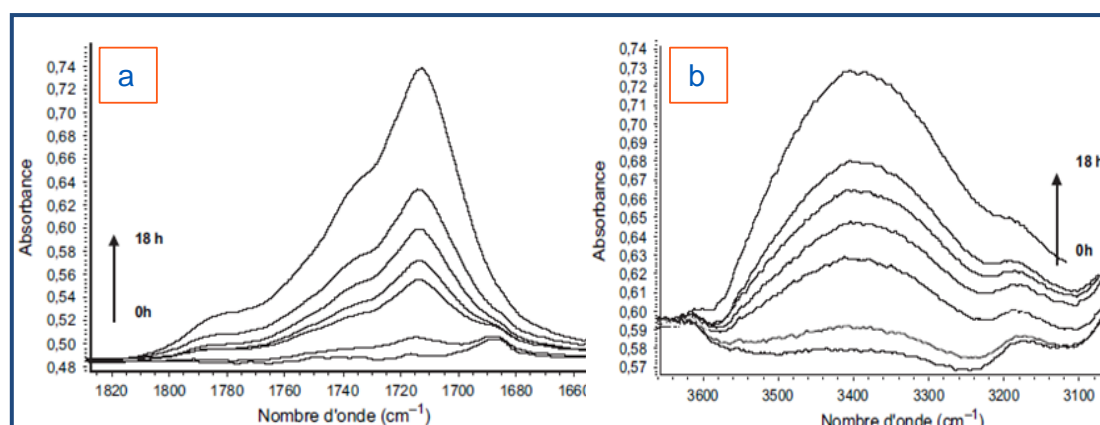 a
0,74
0,72
0,70
0,68
0,66
0,64
0,62
0,60
0,58
0,56
0,54
0,52
0,50
0,48
Absorbance
18 h
0h
1820 1800 1780 1760 1740 1720 1700 1680 1660
Nombre d'onde (cm⁻¹)
b
0,74
0,73
0,72
0,71
0,70
0,69
0,68
0,67
0,66
0,65
0,64
0,63
0,62
0,61
0,60
0,59
0,58
0,57
Absorbance
18 h
0h
3600 3500 3400 3300 3200 3100
Nombre d'onde (cm⁻¹)